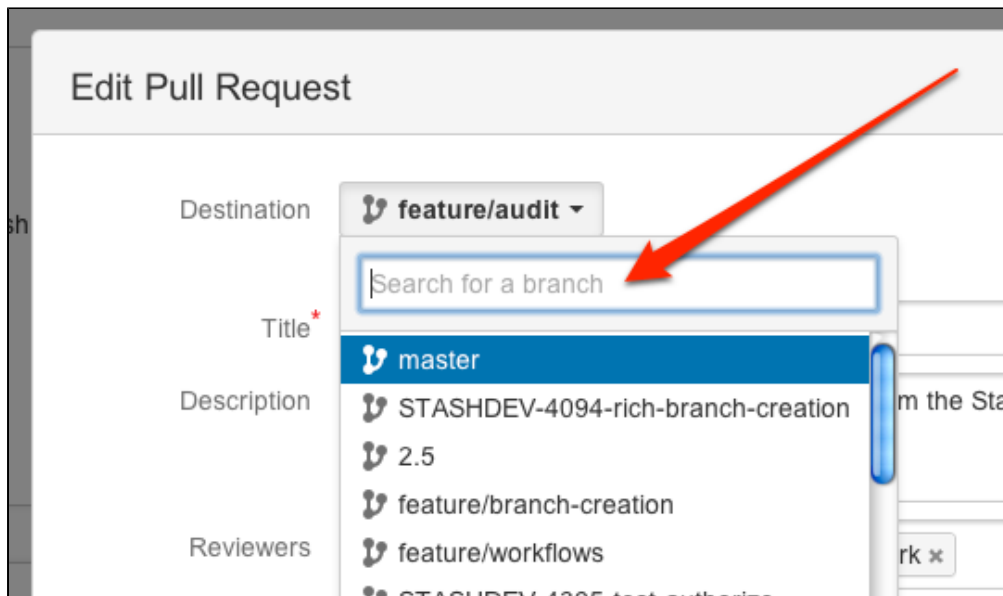 Edit Pull Request
sh
Destination
feature/audit
Search for a branch
Title*
master
Description
STASHDEV-4094-rich-branch-creation
m the Sta
2.5
feature/branch-creation
Reviewers
feature/workflows
rk ×